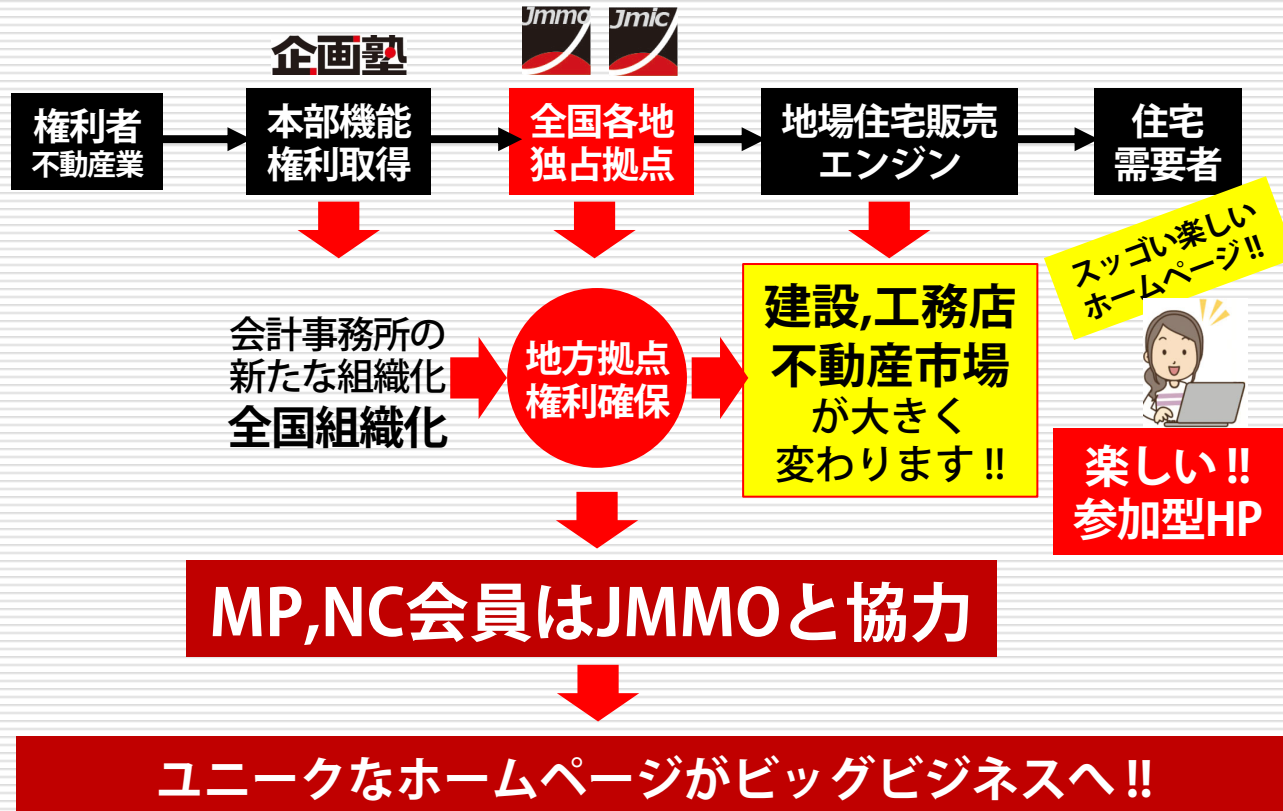 Jmmo
Jmic
企画塾
権利者
不動産業
本部機能
権利取得
全国各地
独占拠点
地場住宅販売
エンジン
住宅
需要者
スッゴい楽しい
ホームページ!!
会計事務所の
新たな組織化
全国組織化
地方拠点
権利確保
建設,工務店
不動産市場
が大きく
変わります!!
楽しい!!
参加型HP
MP,NC会員はJMMOと協力
ユニークなホームページがビッグビジネスへ!!